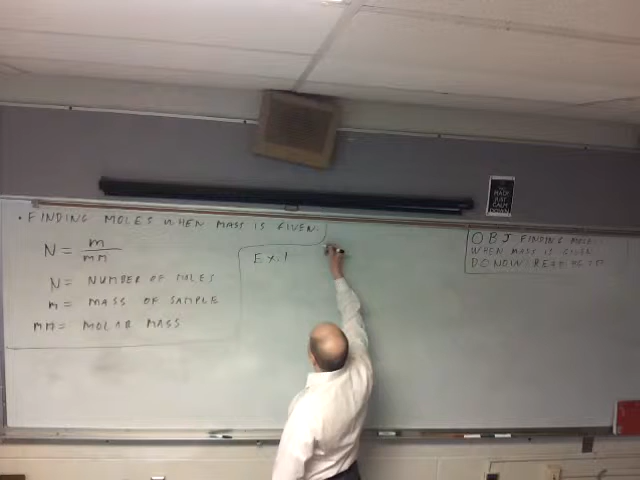 • FINDING MOLES WHEN MASS IS GIVEN:
N = m
mm
N = NUMBER OF MOLES
m = MASS OF SAMPLE
mm = MOLAR MASS
Ex. 1
OBJ FINDING MOLES
WHEN MASS IS GIVEN
DO NOW: READ